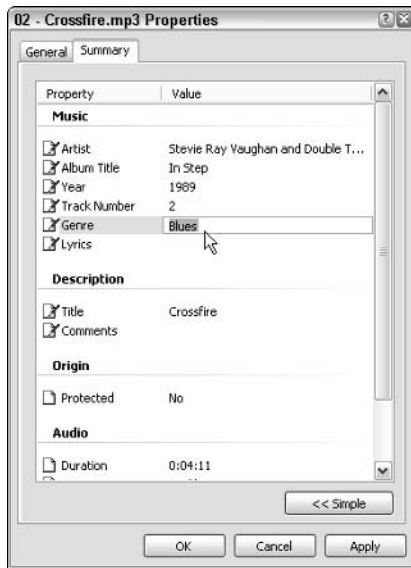 02 - Crossfire.mp3 Properties
General Summary
Property Value
Music
Artist Stevie Ray Vaughan and Double T...
Album Title In Step
Year 1989
Track Number 2
Genre Blues
Lyrics
Description
Title Crossfire
Comments
Origin
Protected No
Audio
Duration 0:04:11
<< Simple
OK Cancel Apply